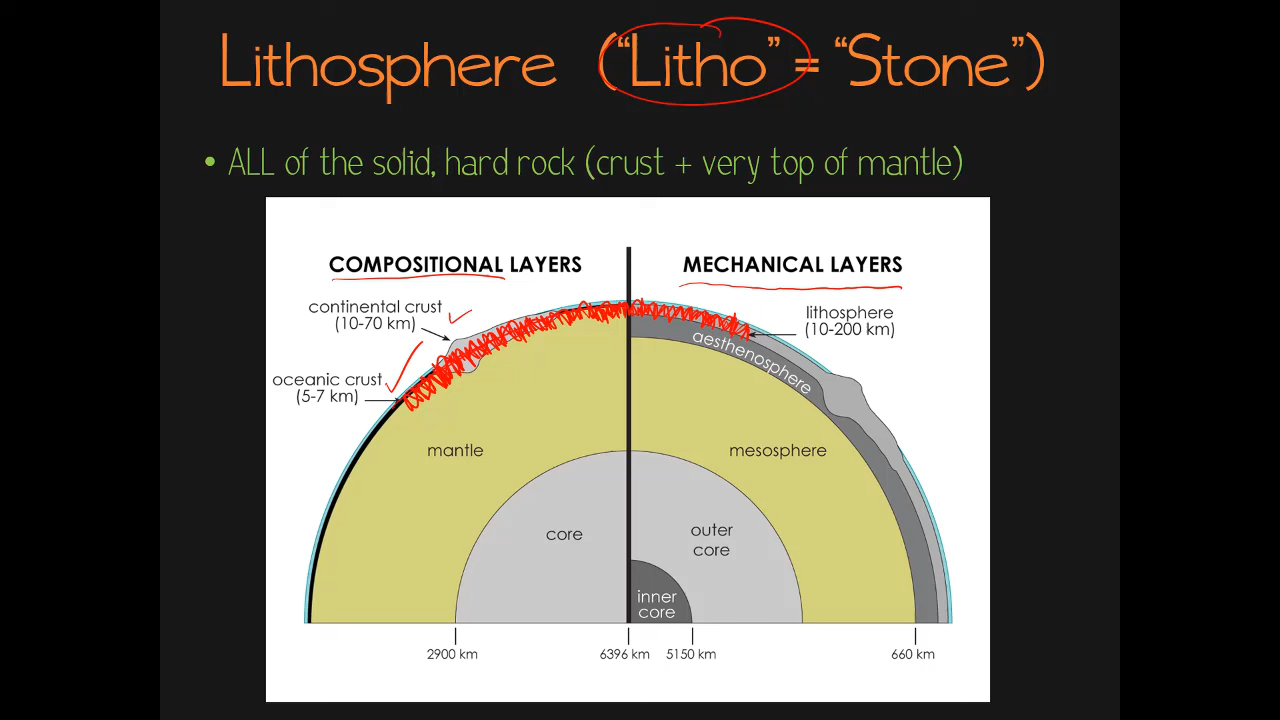 Lithosphere (“Litho” = “Stone”)
• ALL of the solid, hard rock (crust + very top of mantle)
COMPOSITIONAL LAYERS
MECHANICAL LAYERS
continental crust
(10-70 km)
lithosphere
(10-200 km)
aesthenosphere
oceanic crust
(5-7 km)
mantle
mesosphere
core
outer
core
inner
core
2900 km
6396 km
5150 km
660 km